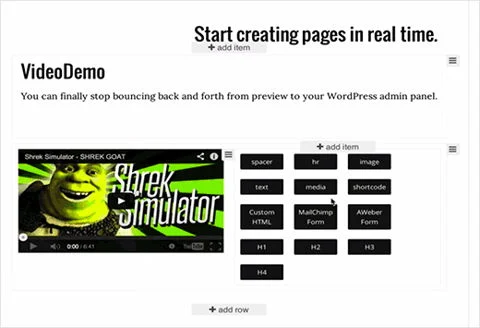 Start creating pages in real time.
+ add item
VideoDemo
You can finally stop bouncing back and forth from preview to your WordPress admin panel.
+ add item
Shrek Simulator - SHREK GOAT
Shrek
Simulator
0:00 / 6:41
YouTube
spacer
hr
image
text
media
shortcode
Custom
HTML
MailChimp
Form
AWeber
Form
H1
H2
H3
H4
+ add row